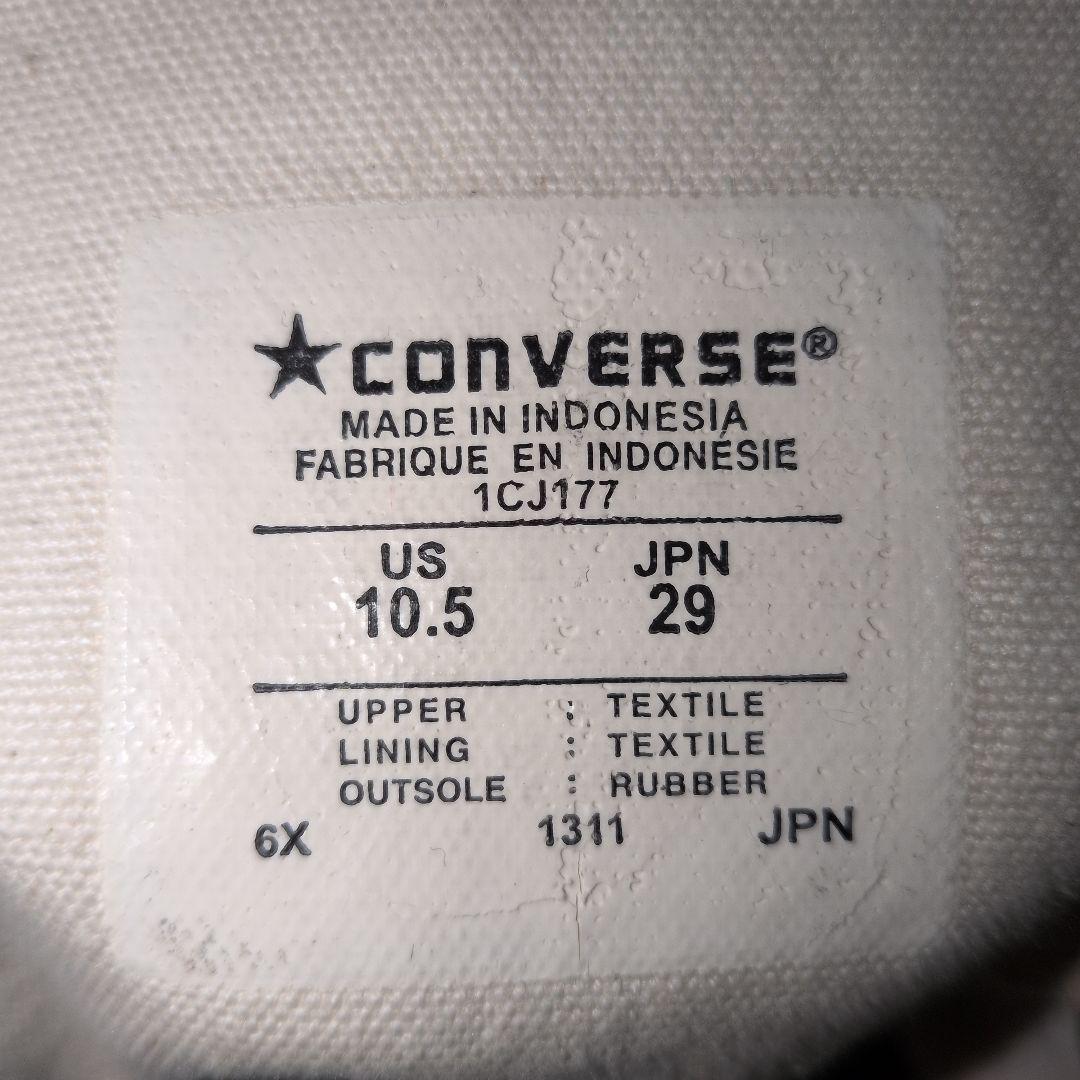 ★CONVERSE®
MADE IN INDONESIA
FABRIQUE EN INDONÉSIE
1CJ177
US JPN
10.5 29
UPPER : TEXTILE
LINING : TEXTILE
OUTSOLE : RUBBER
6X 1311 JPN